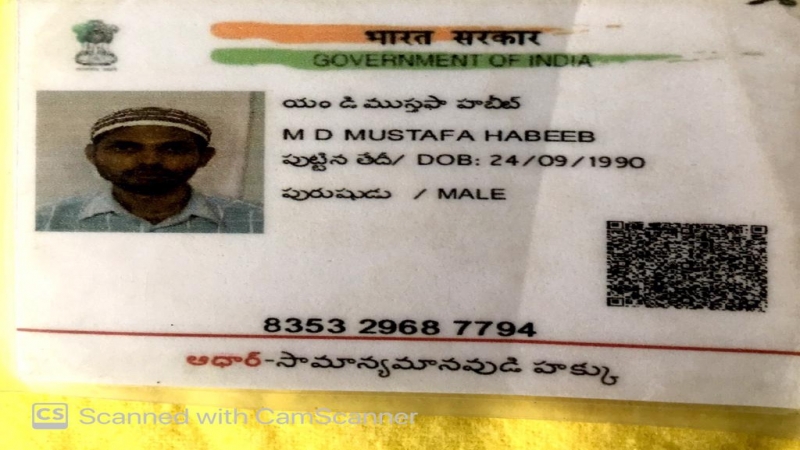 भारत सरकार
GOVERNMENT OF INDIA
యం డి ముస్తఫా హబీబ్
M D MUSTAFA HABEEB
పుట్టిన తేదీ/ DOB: 24/09/1990
పురుషుడు / MALE
8353 2968 7794
ఆధార్-సామాన్యమానవుడి హక్కు
CS Scanned with CamScanner